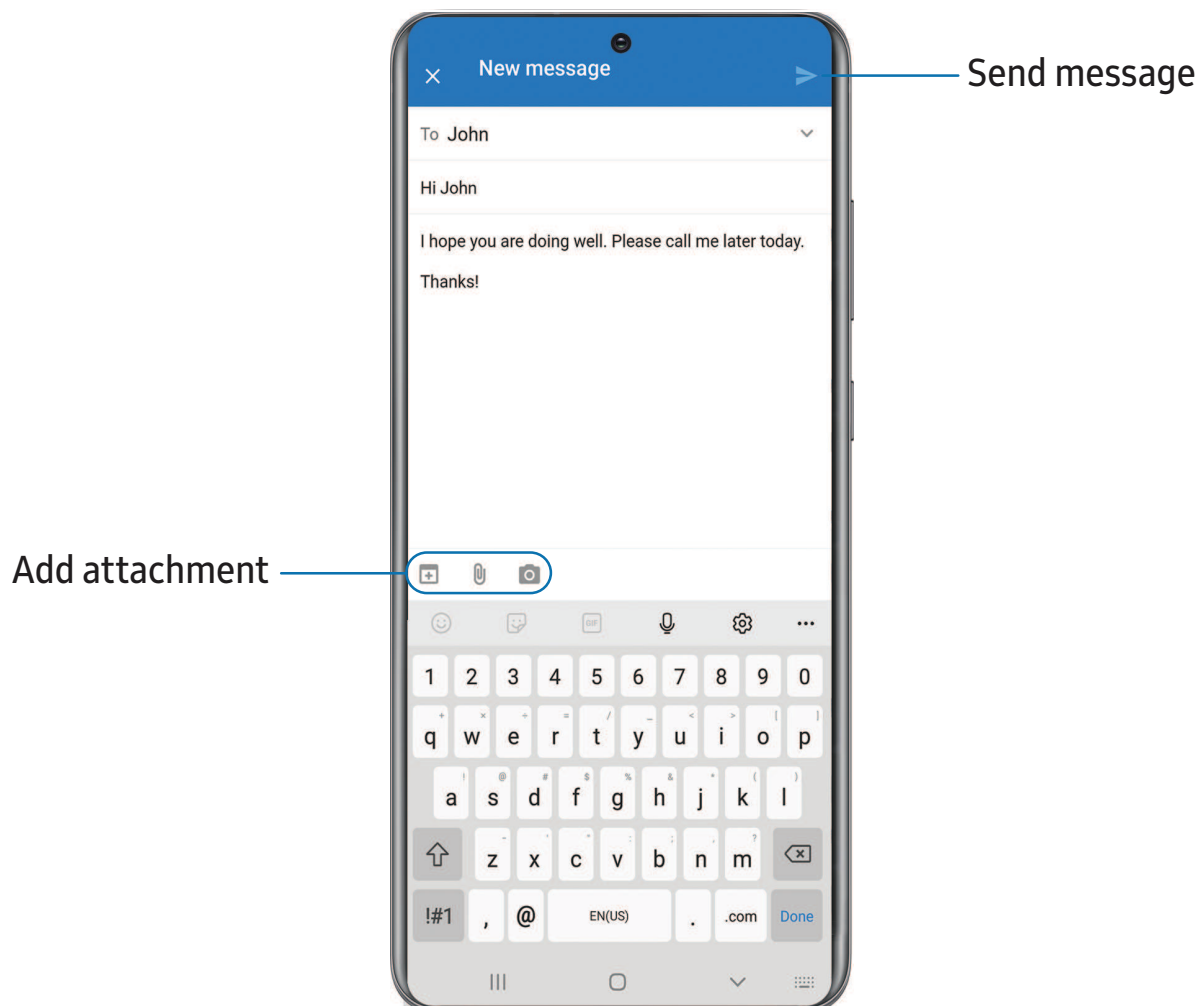 New message
Send message
To John
Hi John
I hope you are doing well. Please call me later today.
Thanks!
Add attachment
GIF
1 2 3 4 5 6 7 8 9 0
+ × ÷ = / _ < > [ ]
q w e r t y u i o p
! @ # $ % & * ( )
a s d f g h j k l
- ' " : ; , ?
z x c v b n m
!#1 , @ EN(US) . .com Done